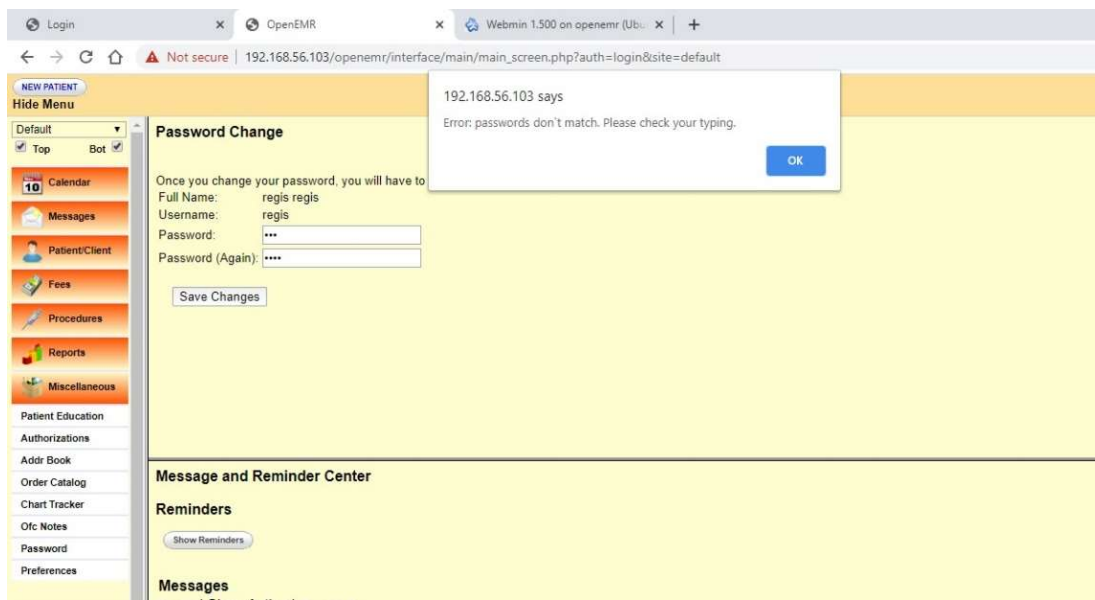 Login
OpenEMR
Webmin 1.500 on openemr (Ubu
Not secure | 192.168.56.103/openemr/interface/main/main_screen.php?auth=login&site=default
NEW PATIENT
Hide Menu
192.168.56.103 says
Error: passwords don't match. Please check your typing.
OK
Default
Top Bot
Calendar
Messages
Patient/Client
Fees
Procedures
Reports
Miscellaneous
Patient Education
Authorizations
Addr Book
Order Catalog
Chart Tracker
Ofc Notes
Password
Preferences
Password Change
Once you change your password, you will have to
Full Name: regis regis
Username: regis
Password:
Password (Again):
Save Changes
Message and Reminder Center
Reminders
Show Reminders
Messages